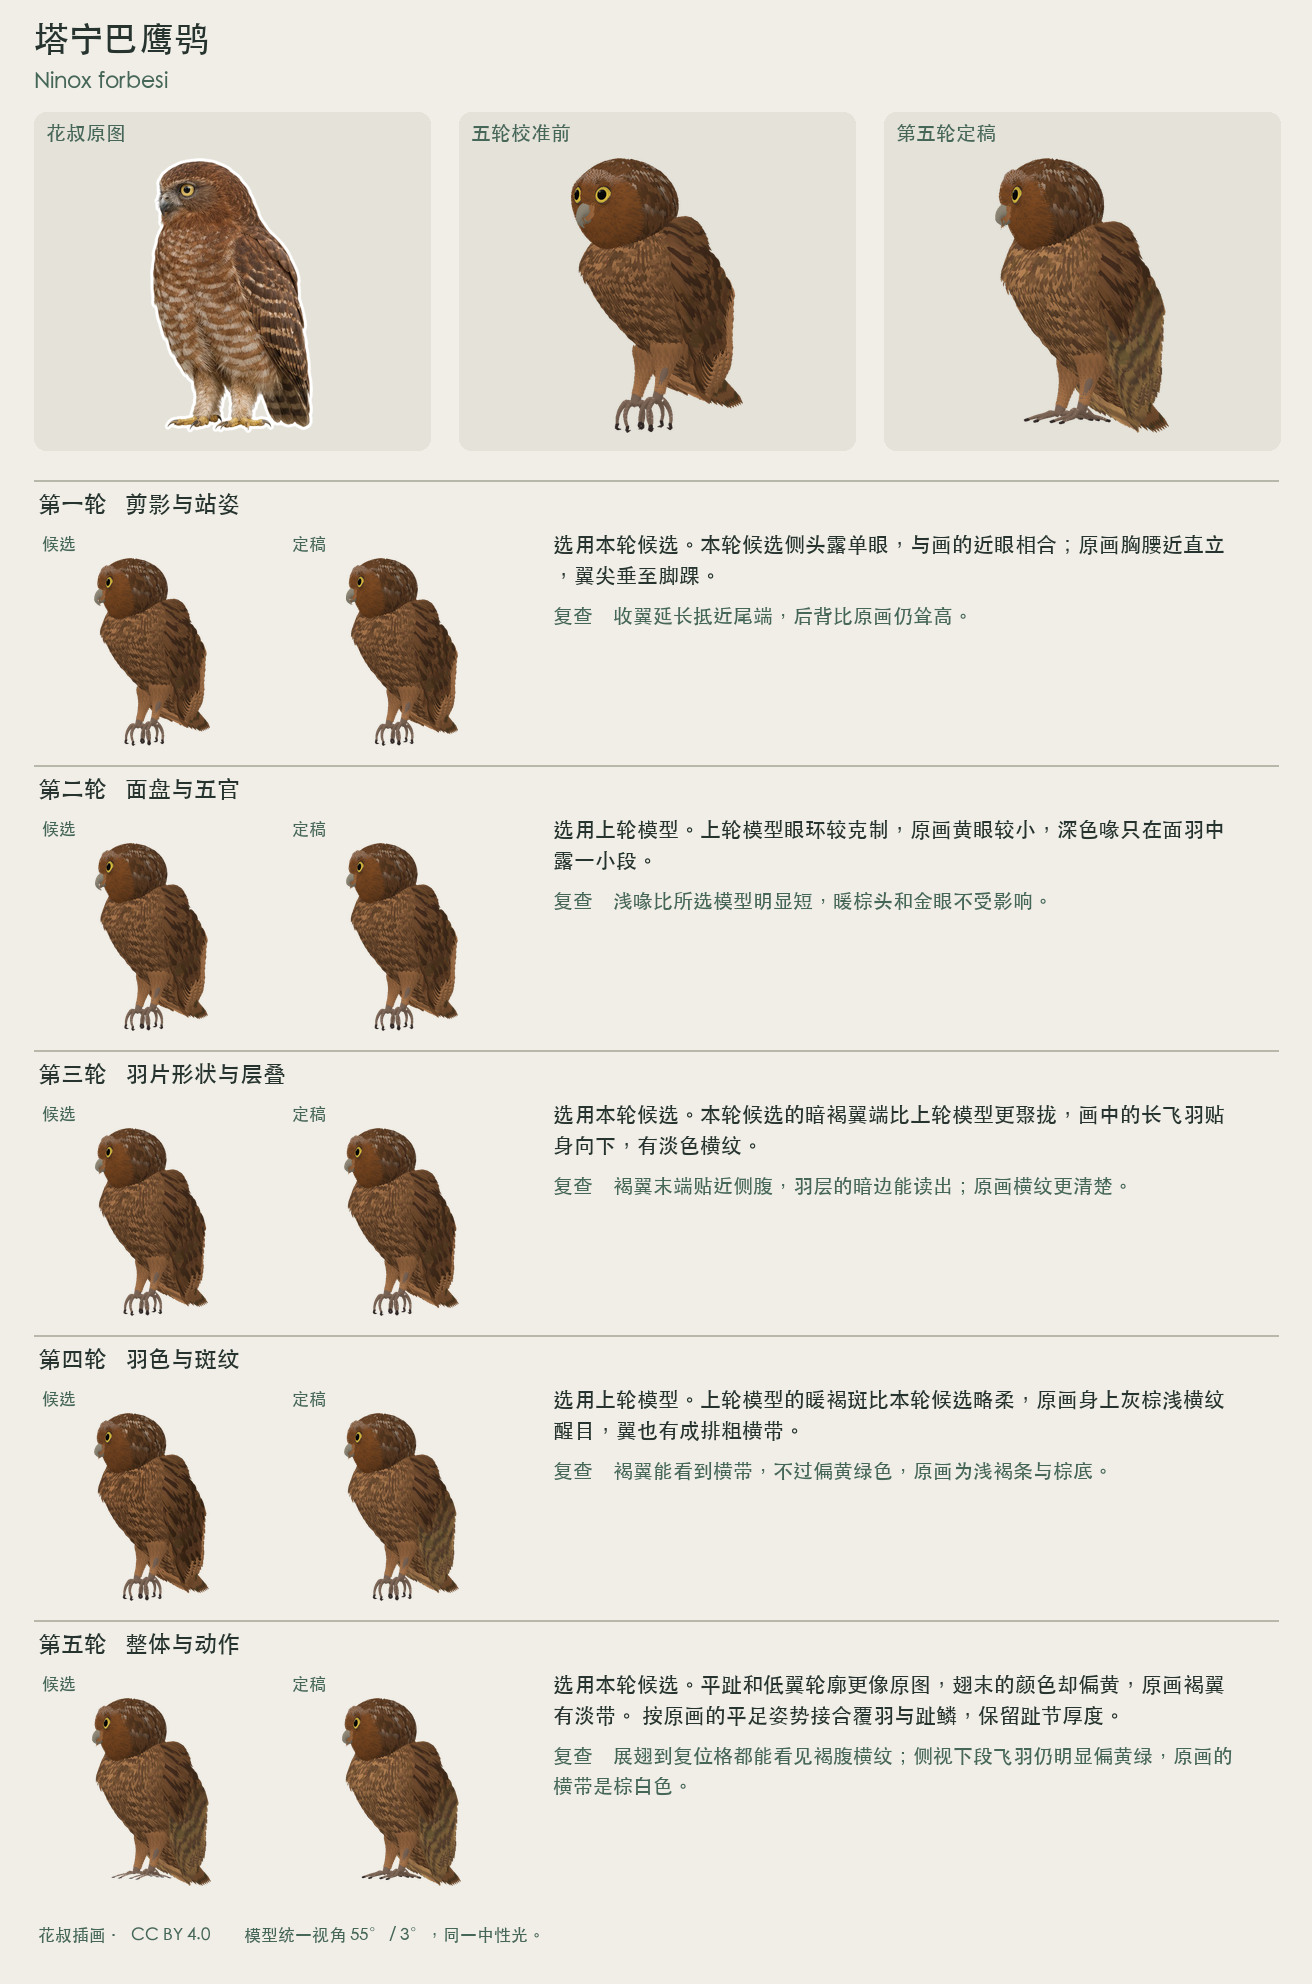 塔宁巴鹰鸮
Ninox forbesi
花叔原图
五轮校准前
第五轮定稿
第一轮 剪影与站姿
候选
定稿
选用本轮候选。本轮候选侧头露单眼，与画的近眼相合；原画胸腰近直立
，翼尖垂至脚踝。
复查 收翼延长抵近尾端，后背比原画仍耸高。
第二轮 面盘与五官
候选
定稿
选用上轮模型。上轮模型眼环较克制，原画黄眼较小，深色喙只在面羽中
露一小段。
复查 浅喙比所选模型明显短，暖棕头和金眼不受影响。
第三轮 羽片形状与层叠
候选
定稿
选用本轮候选。本轮候选的暗褐翼端比上轮模型更聚拢，画中的长飞羽贴
身向下，有淡色横纹。
复查 褐翼末端贴近侧腹，羽层的暗边能读出；原画横纹更清楚。
第四轮 羽色与斑纹
候选
定稿
选用上轮模型。上轮模型的暖褐斑比本轮候选略柔，原画身上灰棕浅横纹
醒目，翼也有成排粗横带。
复查 褐翼能看到横带，不过偏黄绿色，原画为浅褐条与棕底。
第五轮 整体与动作
候选
定稿
选用本轮候选。平趾和低翼轮廓更像原图，翅末的颜色却偏黄，原画褐翼
有淡带。 按原画的平足姿势接合覆羽与趾鳞，保留趾节厚度。
复查 展翅到复位格都能看见褐腹横纹；侧视下段飞羽仍明显偏黄绿，原画的
横带是棕白色。
花叔插画 · CC BY 4.0 模型统一视角 55° / 3° ，同一中性光。